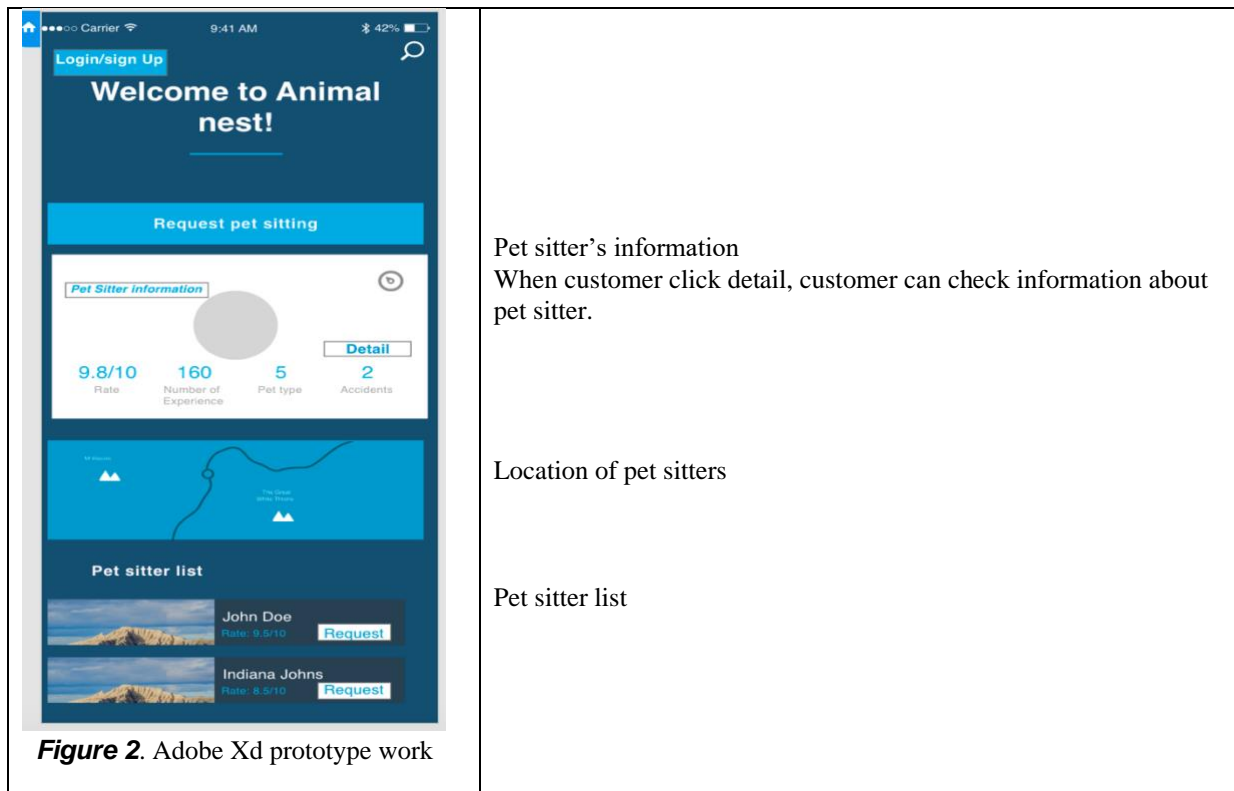 Carrier 9:41 AM 42%
Login/sign Up
Welcome to Animal
nest!
Request pet sitting
Pet Sitter information
Detail
9.8/10 160 5 2
Rate Number of Pet type Accidents
Experience
The Great
White Throne
Pet sitter list
John Doe
Rate: 9.5/10 Request
Indiana Johns
Rate: 8.5/10 Request
Figure 2. Adobe Xd prototype work
Pet sitter’s information
When customer click detail, customer can check information about
pet sitter.
Location of pet sitters
Pet sitter list